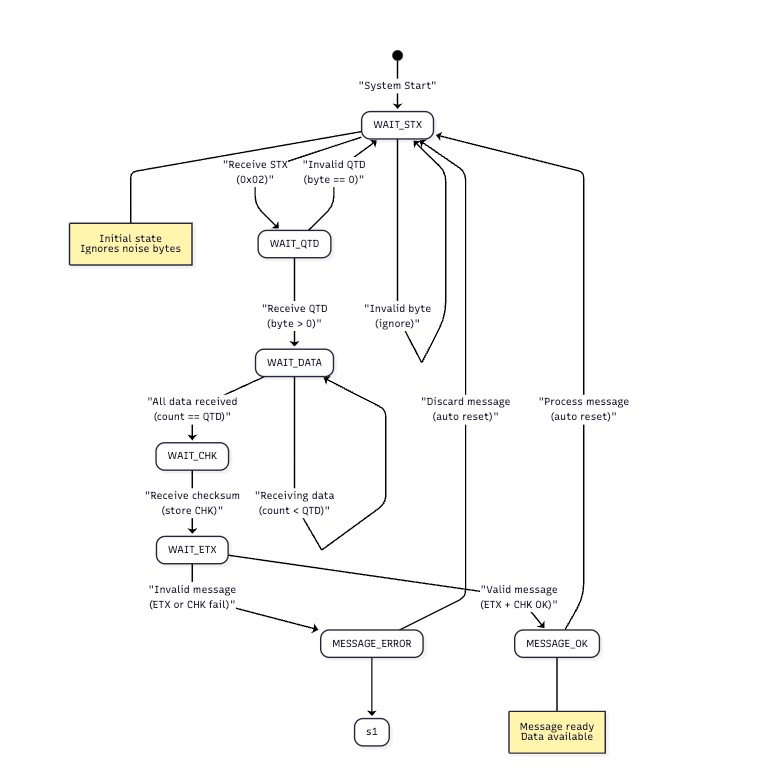 "System Start"
WAIT_STX
"Receive STX
(0x02)"
"Invalid QTD
(byte == 0)"
Initial state
Ignores noise bytes
WAIT_QTD
"Receive QTD
(byte > 0)"
"Invalid byte
(ignore)"
WAIT_DATA
"All data received
(count == QTD)"
"Discard message
(auto reset)"
"Process message
(auto reset)"
WAIT_CHK
"Receive checksum
(store CHK)"
"Receiving data
(count < QTD)"
WAIT_ETX
"Invalid message
(ETX or CHK fail)"
"Valid message
(ETX + CHK OK)"
MESSAGE_ERROR
MESSAGE_OK
s1
Message ready
Data available